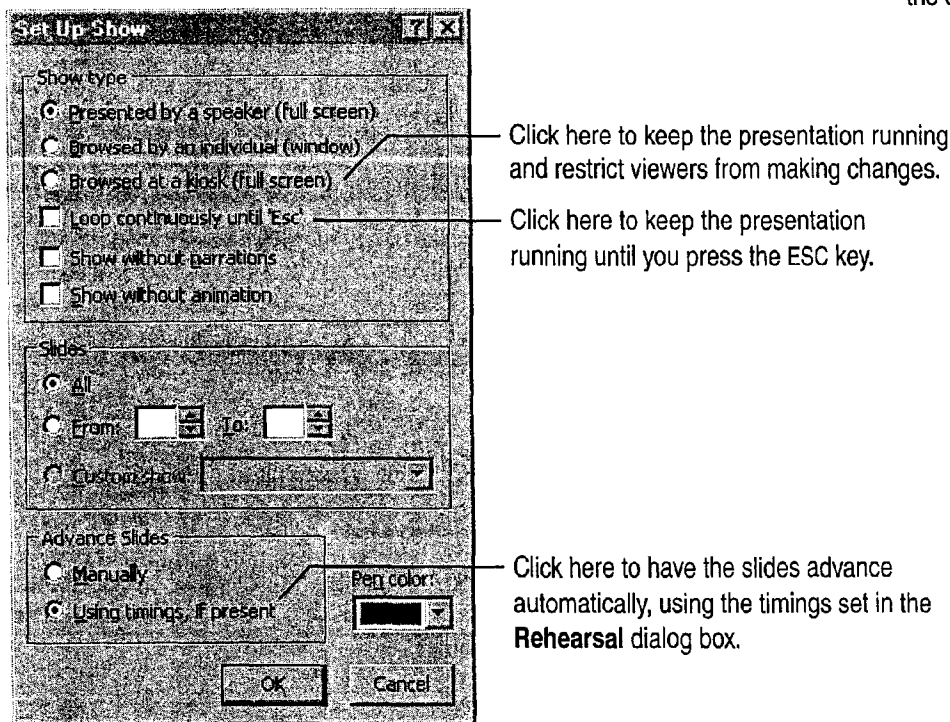 the
Set Up Show
Show type
Presented by a speaker (full screen)
Browsed by an individual (window)
Browsed at a kiosk (full screen)
Loop continuously until 'Esc'
Show without narrations
Show without animation
Click here to keep the presentation running
and restrict viewers from making changes.
Click here to keep the presentation
running until you press the ESC key.
Slides
All
From: To:
Custom show:
Advance Slides
Manually
Using timings, if present
Pen color:
OK Cancel
Click here to have the slides advance
automatically, using the timings set in the
Rehearsal dialog box.